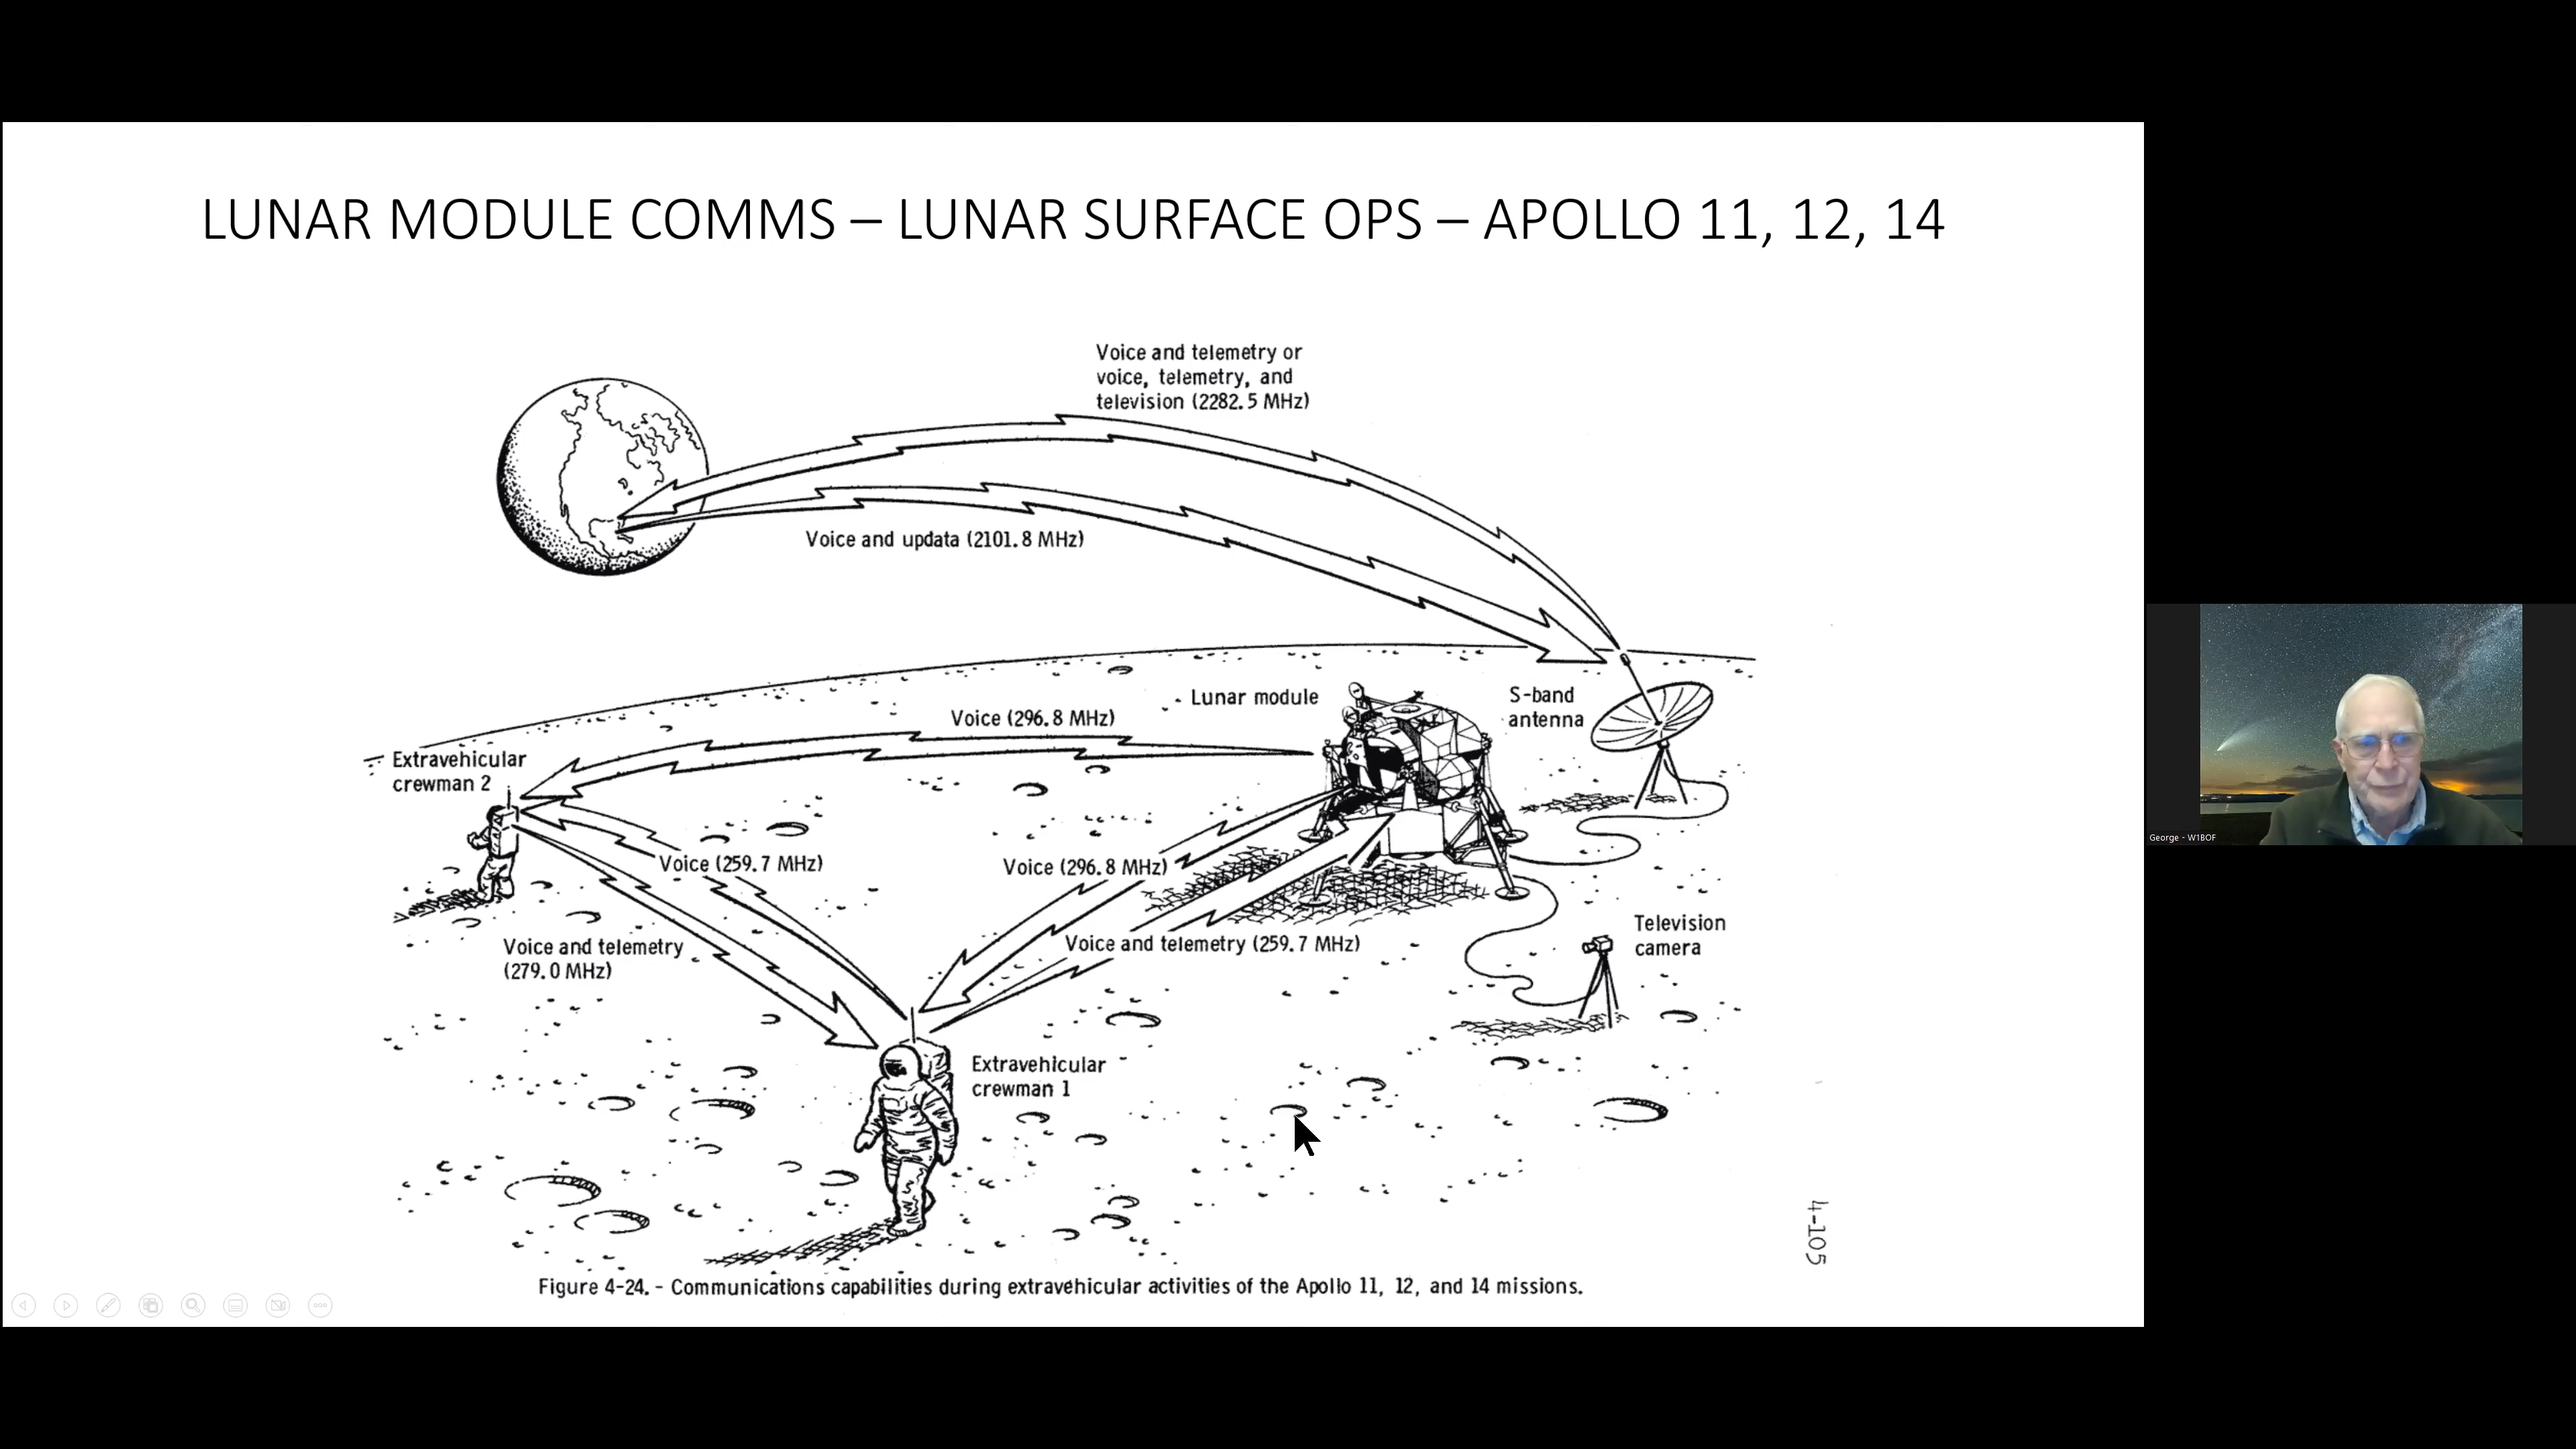 LUNAR MODULE COMMS – LUNAR SURFACE OPS – APOLLO 11, 12, 14
Voice and telemetry or
voice, telemetry, and
television (2282.5 MHz)
Voice and updata (2101.8 MHz)
Lunar module
S-band
antenna
Voice (296.8 MHz)
Extravehicular
crewman 2
Voice (259.7 MHz)
Voice (296.8 MHz)
Television
camera
Voice and telemetry
(279.0 MHz)
Voice and telemetry (259.7 MHz)
Extravehicular
crewman 1
4-105
Figure 4-24. - Communications capabilities during extravehicular activities of the Apollo 11, 12, and 14 missions.
George - W1BOF